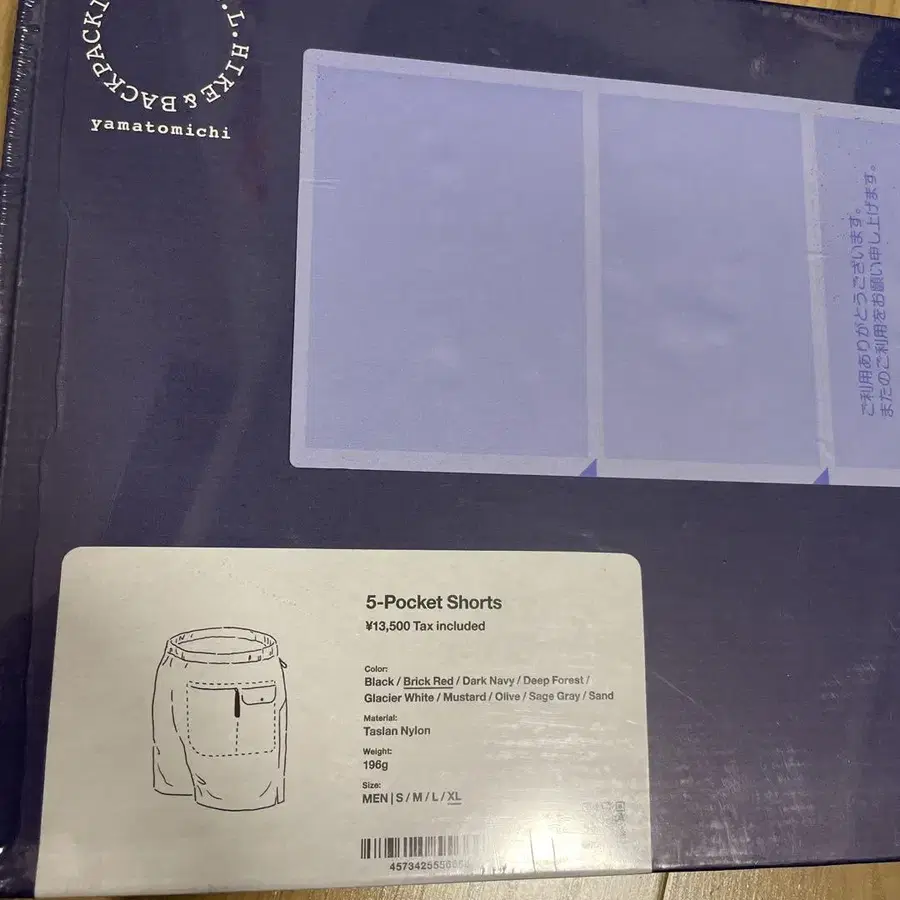 L·HIKE & BACKPACKI
yamatomichi
ご利用ありがとうございます。
またのご利用をお願い申し上げます。
5-Pocket Shorts
¥13,500 Tax included
Color:
Black / Brick Red / Dark Navy / Deep Forest /
Glacier White / Mustard / Olive / Sage Gray / Sand
Material:
Taslan Nylon
Weight:
196g
Size:
MEN | S / M / L / XL